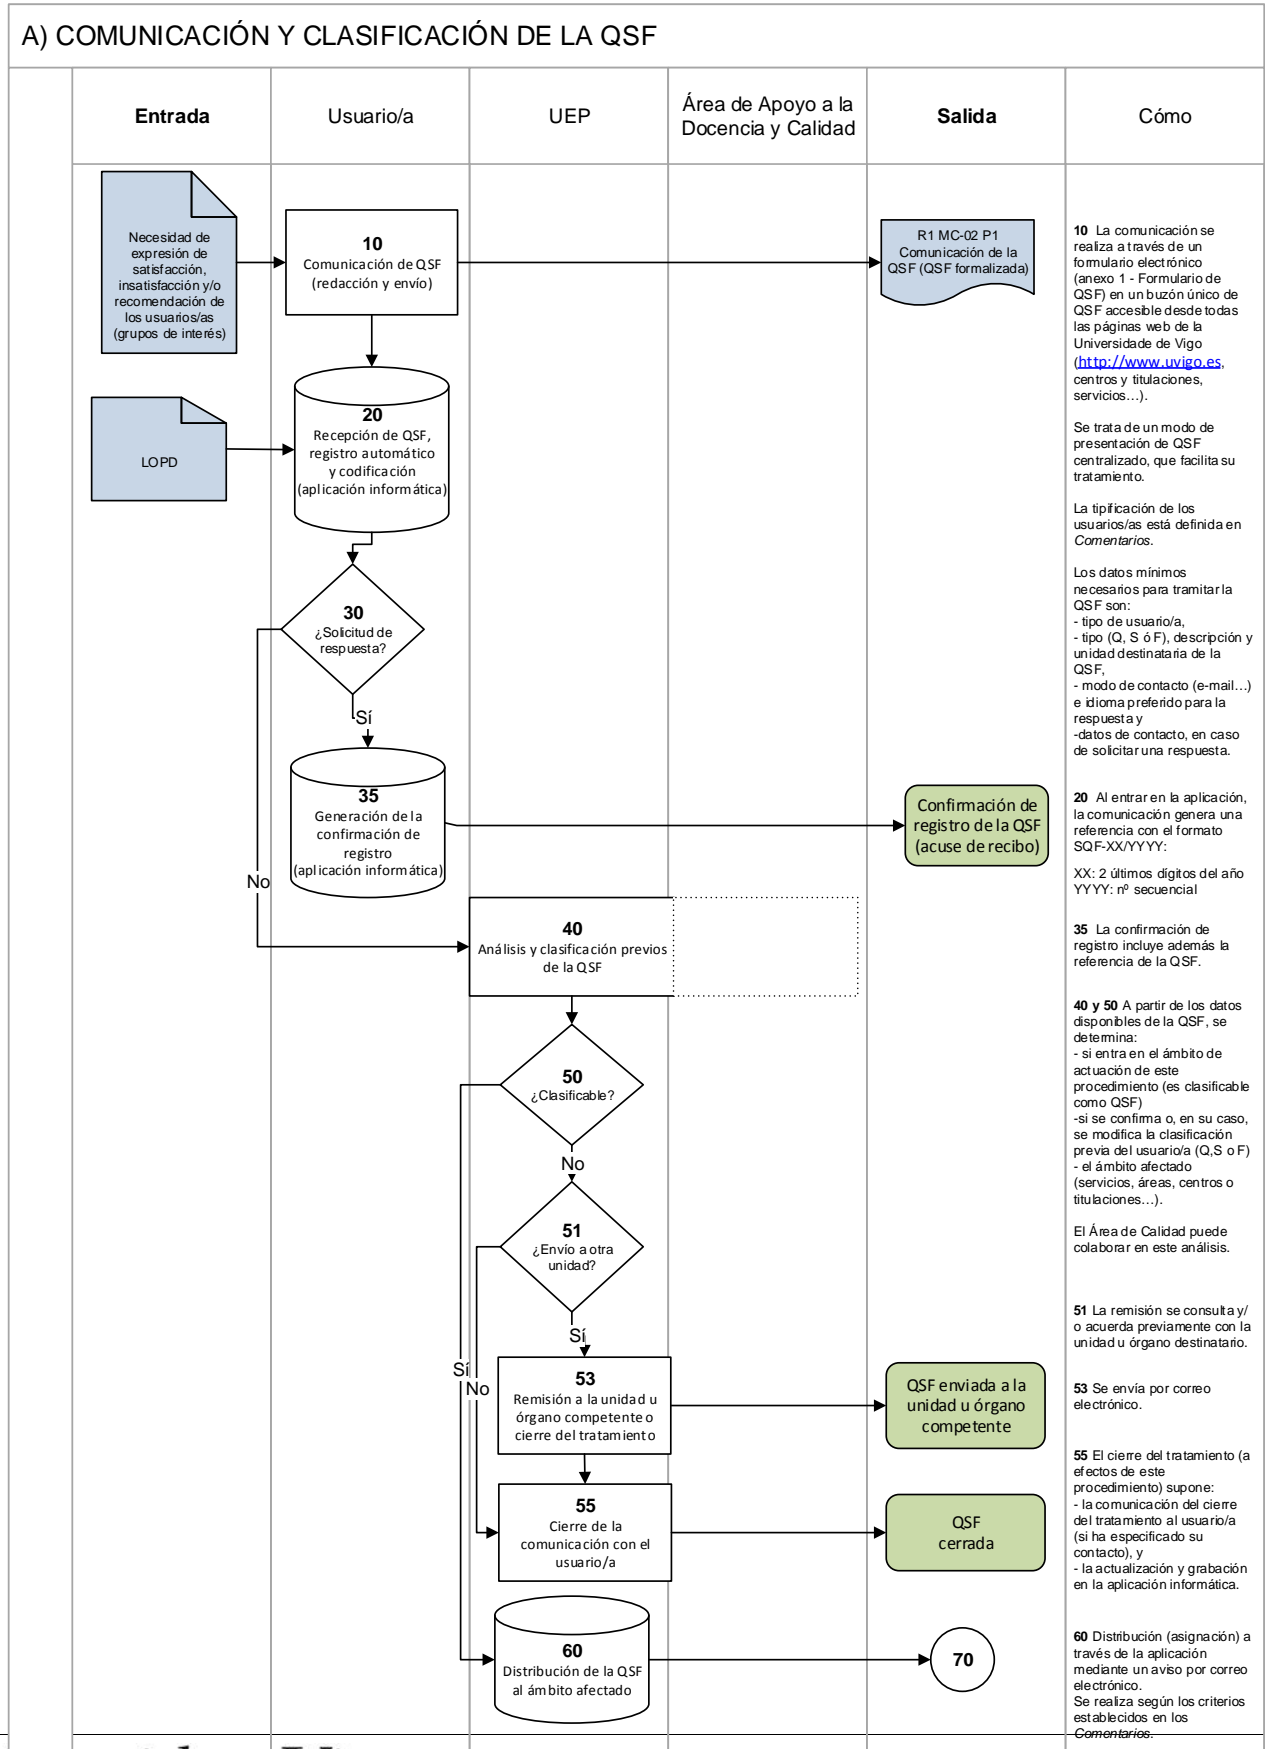 A) COMUNICACIÓN Y CLASIFICACIÓN DE LA QSF
Entrada
Usuario/a
UEP
Área de Apoyo a la
Docencia y Calidad
Salida
Cómo
Necesidad de
expresión de
satisfacción,
insatisfacción y/o
recomendación de
los usuarios/as
(grupos de interés)
10
Comunicación de QSF
(redacción y envío)
R1 MC-02 P1
Comunicación de la
QSF (QSF formalizada)
LOPD
20
Recepción de QSF,
registro automático
y codificación
(aplicación informática)
30
¿Solicitud de
respuesta?
Sí
35
Generación de la
confirmación de
registro
(aplicación informática)
Confirmación de
registro de la QSF
(acuse de recibo)
No
40
Análisis y clasificación previos
de la QSF
50
¿Clasificable?
No
51
¿Envío a otra
unidad?
Sí
Sí
No
53
Remisión a la unidad u
órgano competente o
cierre del tratamiento
QSF enviada a la
unidad u órgano
competente
55
Cierre de la
comunicación con el
usuario/a
QSF
cerrada
60
Distribución de la QSF
al ámbito afectado
70
10 La comunicación se
realiza a través de un
formulario electrónico
(anexo 1 - Formulario de
QSF) en un buzón único de
QSF accesible desde todas
las páginas web de la
Universidade de Vigo
(http://www.uvigo.es,
centros y titulaciones,
servicios...).
Se trata de un modo de
presentación de QSF
centralizado, que facilita su
tratamiento.
La tipificación de los
usuarios/as está definida en
Comentarios.
Los datos mínimos
necesarios para tramitar la
QSF son:
- tipo de usuario/a,
- tipo (Q, S ó F), descripción y
unidad destinataria de la
QSF,
- modo de contacto (e-mail...)
e idioma preferido para la
respuesta y
-datos de contacto, en caso
de solicitar una respuesta.
20 Al entrar en la aplicación,
la comunicación genera una
referencia con el formato
SQF-XX/YYYY:
XX: 2 últimos dígitos del año
YYYY: nº secuencial
35 La confirmación de
registro incluye además la
referencia de la QSF.
40 y 50 A partir de los datos
disponibles de la QSF, se
determina:
- si entra en el ámbito de
actuación de este
procedimiento (es clasificable
como QSF)
-si se confirma o, en su caso,
se modifica la clasificación
previa del usuario/a (Q,S o F)
- el ámbito afectado
(servicios, áreas, centros o
titulaciones...).
El Área de Calidad puede
colaborar en este análisis.
51 La remisión se consulta y/
o acuerda previamente con la
unidad u órgano destinatario.
53 Se envía por correo
electrónico.
55 El cierre del tratamiento (a
efectos de este
procedimiento) supone:
- la comunicación del cierre
del tratamiento al usuario/a
(si ha especificado su
contacto), y
- la actualización y grabación
en la aplicación informática.
60 Distribución (asignación) a
través de la aplicación
mediante un aviso por correo
electrónico.
Se realiza según los criterios
establecidos en los
Comentarios.